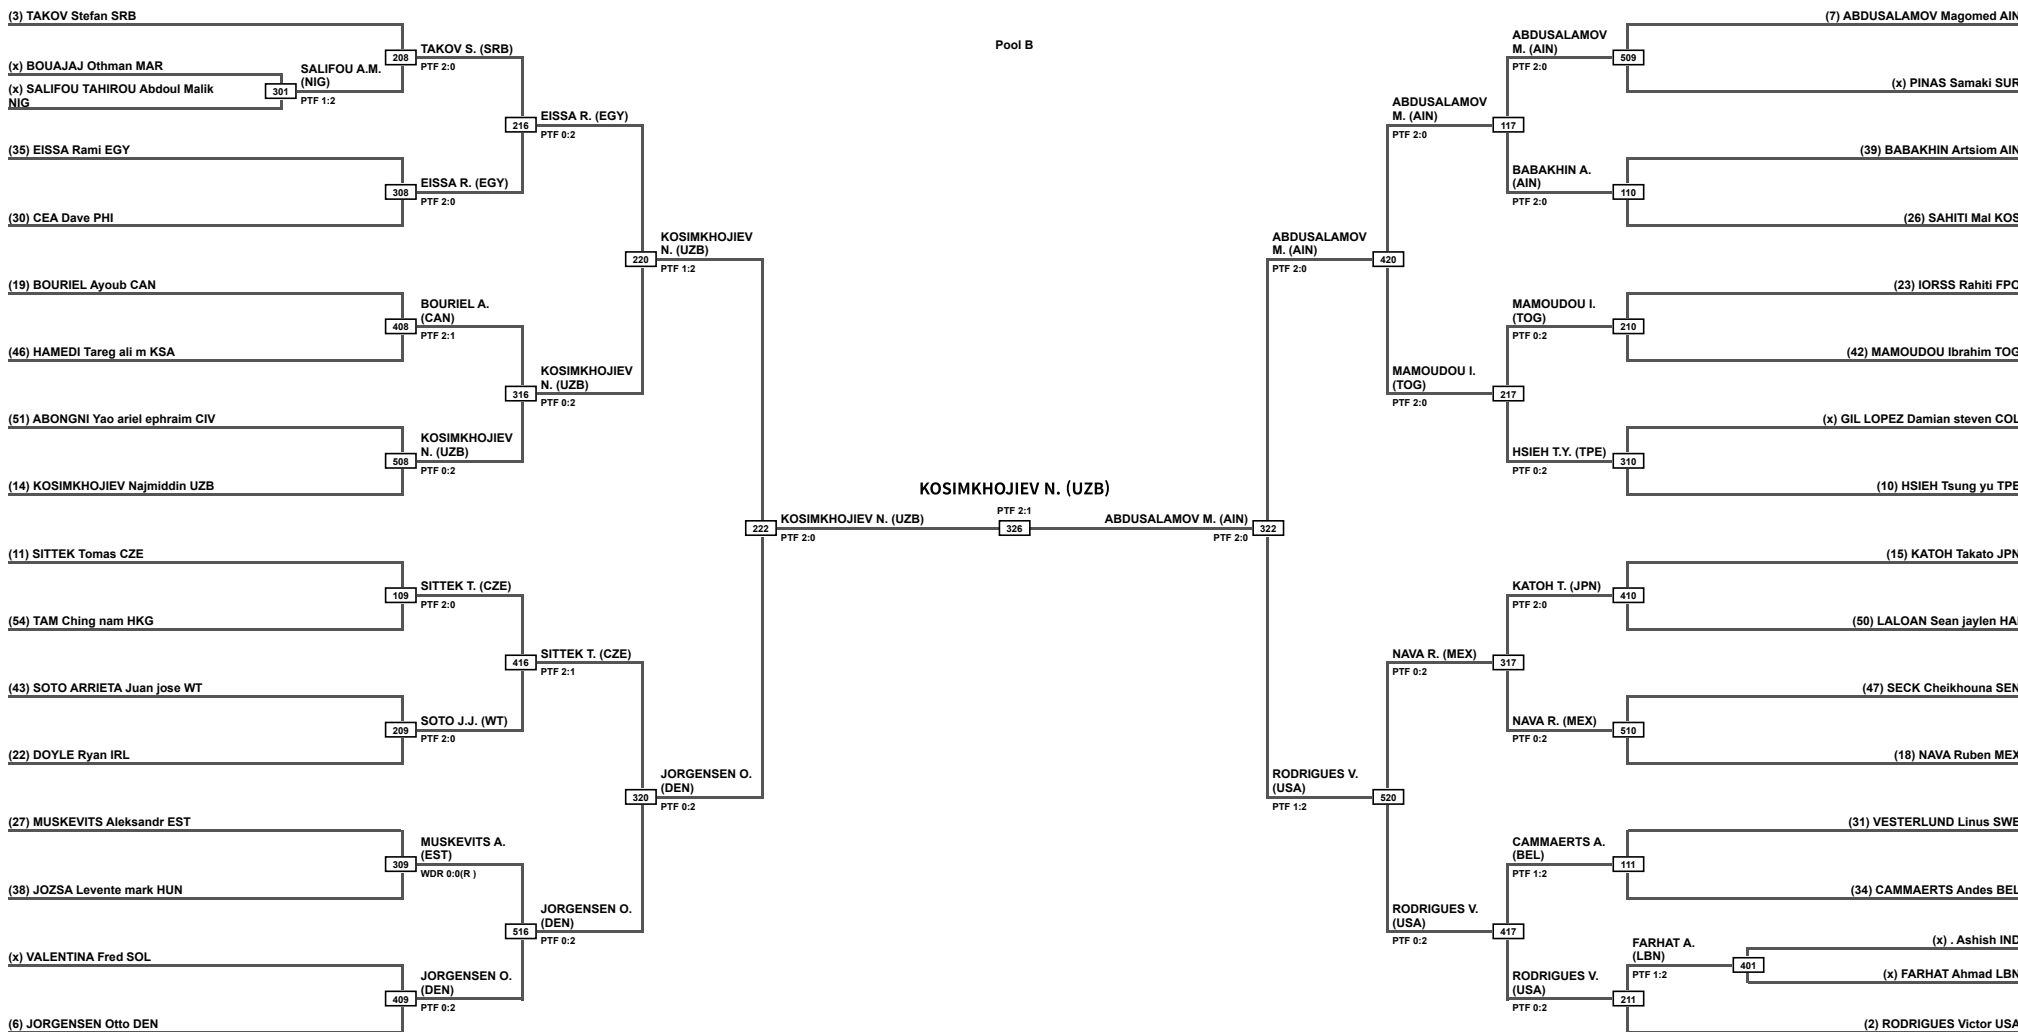 (3) TAKOV Stefan SRB
(x) BOUAJAJ Othman MAR
(x) SALIFOU TAHIROU Abdoul Malik
NIG
301
SALIFOU A.M.
(NIG)
PTF 1:2
208
TAKOV S. (SRB)
PTF 2:0
(35) EISSA Rami EGY
(30) CEA Dave PHI
308
EISSA R. (EGY)
PTF 2:0
216
EISSA R. (EGY)
PTF 0:2
(19) BOURIEL Ayoub CAN
(46) HAMEDI Tareg ali m KSA
408
BOURIEL A.
(CAN)
PTF 2:1
(51) ABONGNI Yao ariel ephraim CIV
(14) KOSIMKHOJIEV Najmiddin UZB
508
KOSIMKHOJIEV
N. (UZB)
PTF 0:2
316
KOSIMKHOJIEV
N. (UZB)
PTF 0:2
220
KOSIMKHOJIEV
N. (UZB)
PTF 1:2
(11) SITTEK Tomas CZE
(54) TAM Ching nam HKG
109
SITTEK T. (CZE)
PTF 2:0
(43) SOTO ARRIETA Juan jose WT
(22) DOYLE Ryan IRL
209
SOTO J.J. (WT)
PTF 2:0
416
SITTEK T. (CZE)
PTF 2:1
(27) MUSKEVITS Aleksandr EST
(38) JOZSA Levente mark HUN
309
MUSKEVITS A.
(EST)
WDR 0:0(R )
(x) VALENTINA Fred SOL
(6) JORGENSEN Otto DEN
409
JORGENSEN O.
(DEN)
PTF 0:2
516
JORGENSEN O.
(DEN)
PTF 0:2
320
JORGENSEN O.
(DEN)
PTF 0:2
222
KOSIMKHOJIEV N. (UZB)
PTF 2:0
Pool B
KOSIMKHOJIEV N. (UZB)
PTF 2:1
326
ABDUSALAMOV M. (AIN)
PTF 2:0
322
ABDUSALAMOV
M. (AIN)
PTF 2:0
420
ABDUSALAMOV
M. (AIN)
PTF 2:0
117
ABDUSALAMOV
M. (AIN)
PTF 2:0
509
(7) ABDUSALAMOV Magomed AIN
(x) PINAS Samaki SUR
BABAKHIN A.
(AIN)
PTF 2:0
110
(39) BABAKHIN Artsiom AIN
(26) SAHITI Mal KOS
MAMOUDOU I.
(TOG)
PTF 2:0
217
MAMOUDOU I.
(TOG)
PTF 0:2
210
(23) IORSS Rahiti FPO
(42) MAMOUDOU Ibrahim TOG
HSIEH T.Y. (TPE)
PTF 0:2
310
(x) GIL LOPEZ Damian steven COL
(10) HSIEH Tsung yu TPE
RODRIGUES V.
(USA)
PTF 1:2
520
NAVA R. (MEX)
PTF 0:2
317
KATOH T. (JPN)
PTF 2:0
410
(15) KATOH Takato JPN
(50) LALOAN Sean jaylen HAI
NAVA R. (MEX)
PTF 0:2
510
(47) SECK Cheikhouna SEN
(18) NAVA Ruben MEX
RODRIGUES V.
(USA)
PTF 0:2
417
CAMMAERTS A.
(BEL)
PTF 1:2
111
(31) VESTERLUND Linus SWE
(34) CAMMAERTS Andes BEL
RODRIGUES V.
(USA)
PTF 0:2
211
FARHAT A.
(LBN)
PTF 1:2
401
(x) . Ashish IND
(x) FARHAT Ahmad LBN
(2) RODRIGUES Victor USA